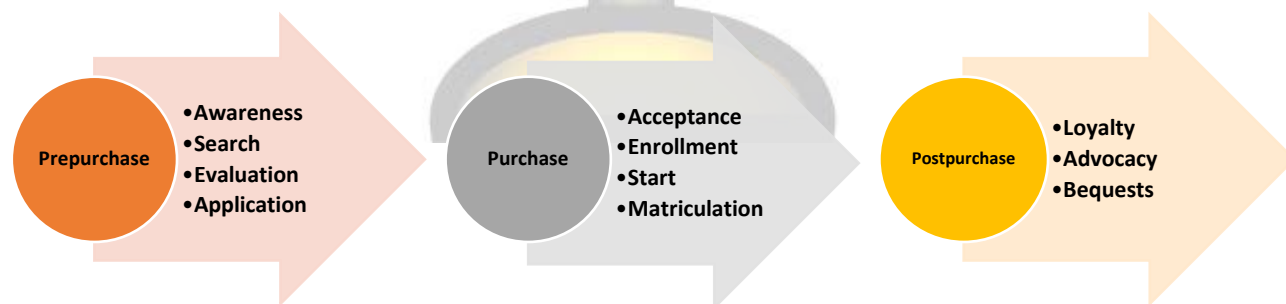 Prepurchase
•Awareness
•Search
•Evaluation
•Application
Purchase
•Acceptance
•Enrollment
•Start
•Matriculation
Postpurchase
•Loyalty
•Advocacy
•Bequests